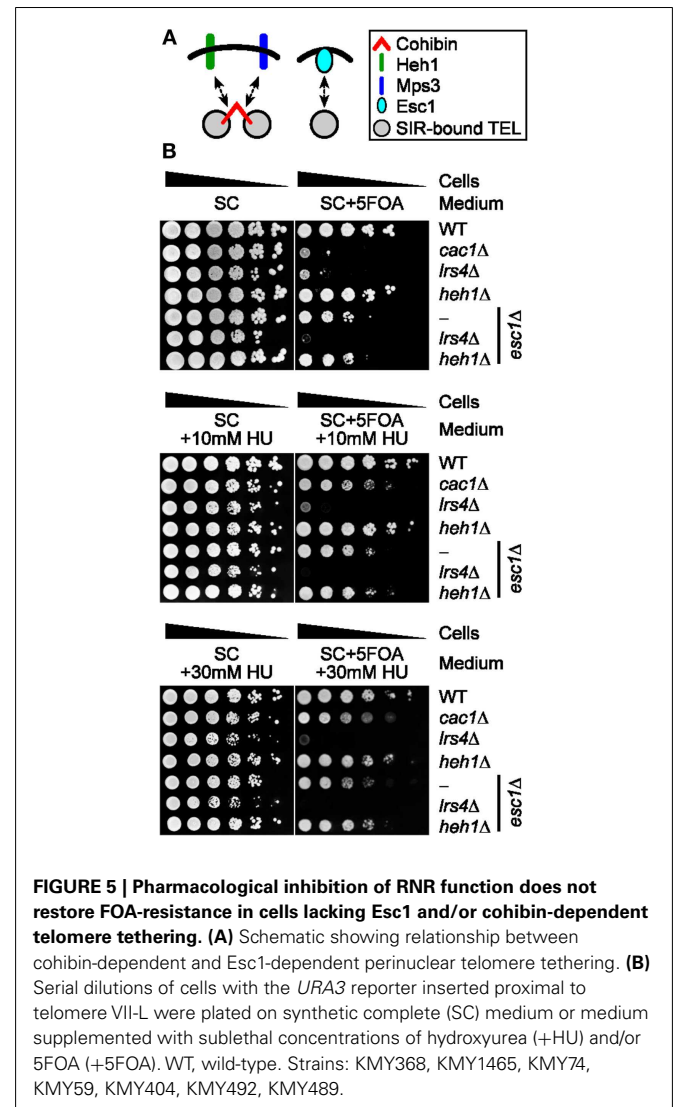 A
Cohibin
Heh1
Mps3
Esc1
SIR-bound TEL
B
Cells
SC SC+5FOA Medium
WT
cac1Δ
lrs4Δ
heh1Δ
–
lrs4Δ
heh1Δ
esc1Δ
Cells
SC SC+5FOA Medium
+10mM HU +10mM HU
WT
cac1Δ
lrs4Δ
heh1Δ
–
lrs4Δ
heh1Δ
esc1Δ
Cells
SC SC+5FOA Medium
+30mM HU +30mM HU
WT
cac1Δ
lrs4Δ
heh1Δ
–
lrs4Δ
heh1Δ
esc1Δ
FIGURE 5 | Pharmacological inhibition of RNR function does not
restore FOA-resistance in cells lacking Esc1 and/or cohibin-dependent
telomere tethering. (A) Schematic showing relationship between
cohibin-dependent and Esc1-dependent perinuclear telomere tethering. (B)
Serial dilutions of cells with the URA3 reporter inserted proximal to
telomere VII-L were plated on synthetic complete (SC) medium or medium
supplemented with sublethal concentrations of hydroxyurea (+HU) and/or
5FOA (+5FOA). WT, wild-type. Strains: KMY368, KMY1465, KMY74,
KMY59, KMY404, KMY492, KMY489.